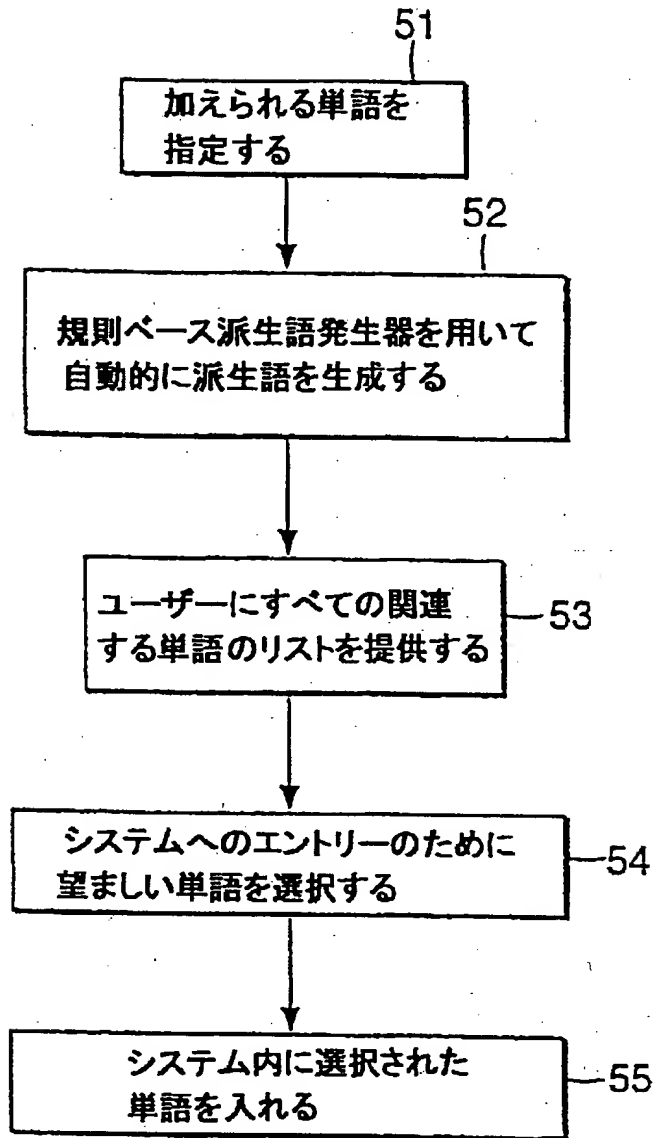 51
加えられる単語を
指定する
52
規則ベース派生語発生器を用いて
自動的に派生語を生成する
ユーザーにすべての関連
する単語のリストを提供する
53
システムへのエントリーのために
望ましい単語を選択する
54
システム内に選択された
単語を入れる
55